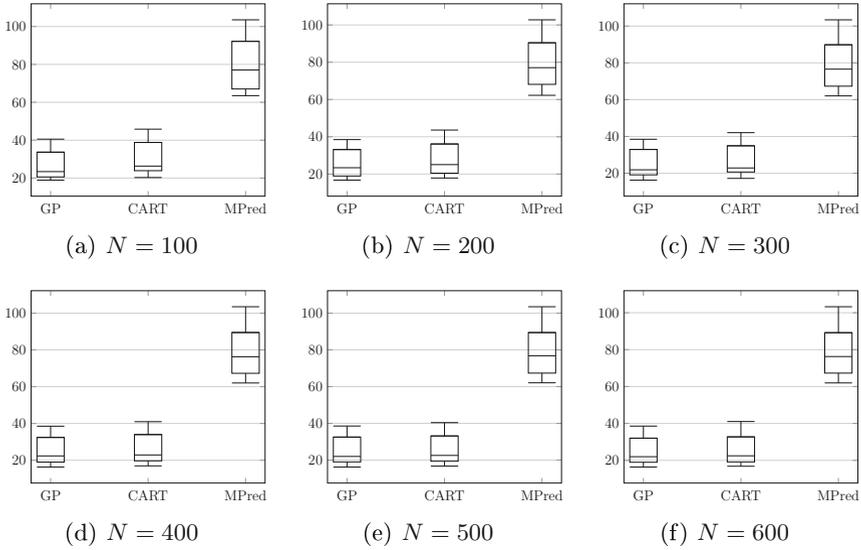 100
80
60
40
20
GP CART MPred
(a) N = 100
100
80
60
40
20
GP CART MPred
(b) N = 200
100
80
60
40
20
GP CART MPred
(c) N = 300
100
80
60
40
20
GP CART MPred
(d) N = 400
100
80
60
40
20
GP CART MPred
(e) N = 500
100
80
60
40
20
GP CART MPred
(f) N = 600